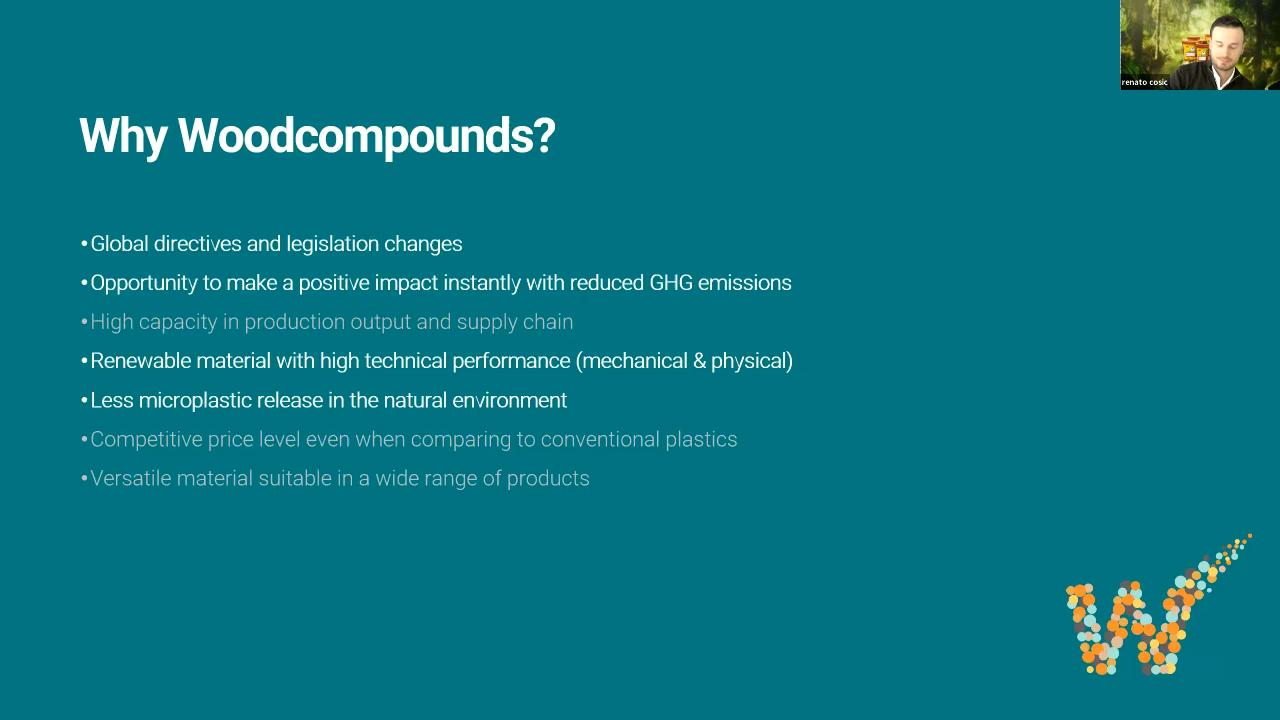 renato cosic
Why Woodcompounds?
•Global directives and legislation changes
•Opportunity to make a positive impact instantly with reduced GHG emissions
•High capacity in production output and supply chain
•Renewable material with high technical performance (mechanical & physical)
•Less microplastic release in the natural environment
•Competitive price level even when comparing to conventional plastics
•Versatile material suitable in a wide range of products
W